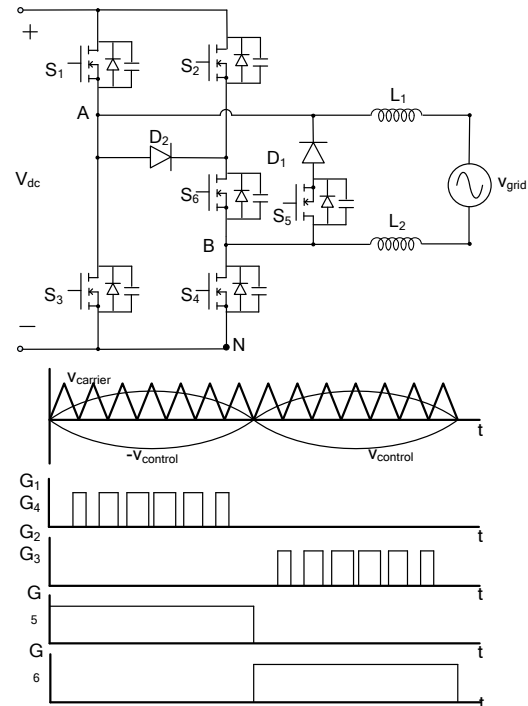 +
S1
S2
A
L1
D2
D1
Vdc
S6
S5
vgrid
B
L2
S3
S4
—
N
vcarrier
-vcontrol
vcontrol
t
G1
G4
G2
t
G3
t
G
5
t
G
6
t